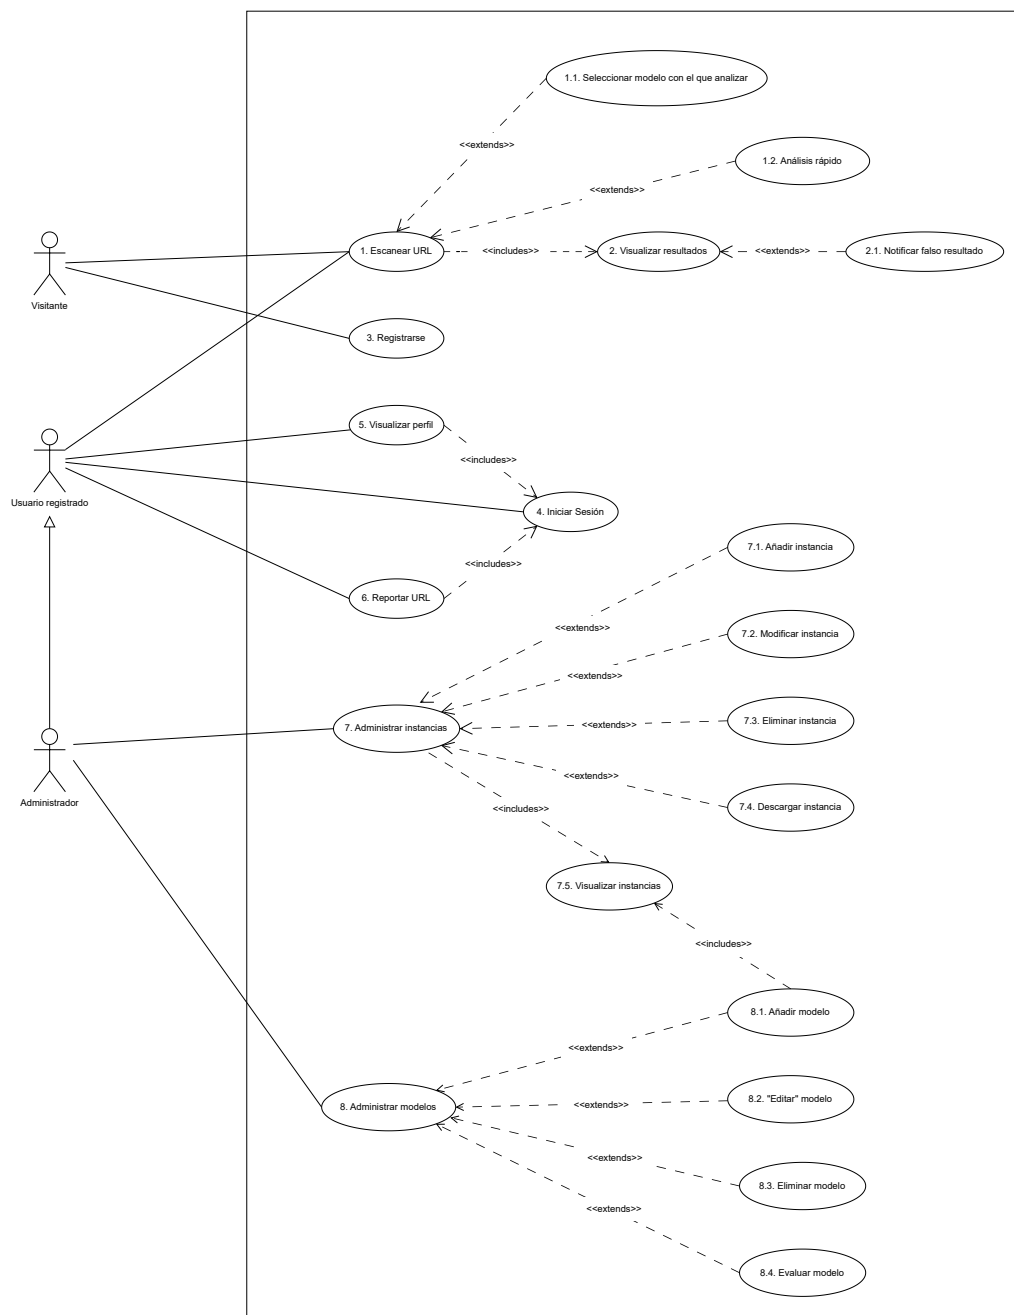 1.1. Seleccionar modelo con el que analizar
<<extends>>
1.2. Análisis rápido
<<extends>>
Visitante
1. Escanear URL
<<includes>>
2. Visualizar resultados
<<extends>>
2.1. Notificar falso resultado
3. Registrarse
Usuario registrado
5. Visualizar perfil
<<includes>>
4. Iniciar Sesión
<<includes>>
6. Reportar URL
7.1. Añadir instancia
<<extends>>
7.2. Modificar instancia
<<extends>>
7.3. Eliminar instancia
<<extends>>
7. Administrar instancias
Administrador
<<extends>>
7.4. Descargar instancia
<<includes>>
7.5. Visualizar instancias
<<includes>>
8.1. Añadir modelo
<<extends>>
8. Administrar modelos
<<extends>>
8.2. "Editar" modelo
<<extends>>
8.3. Eliminar modelo
<<extends>>
8.4. Evaluar modelo